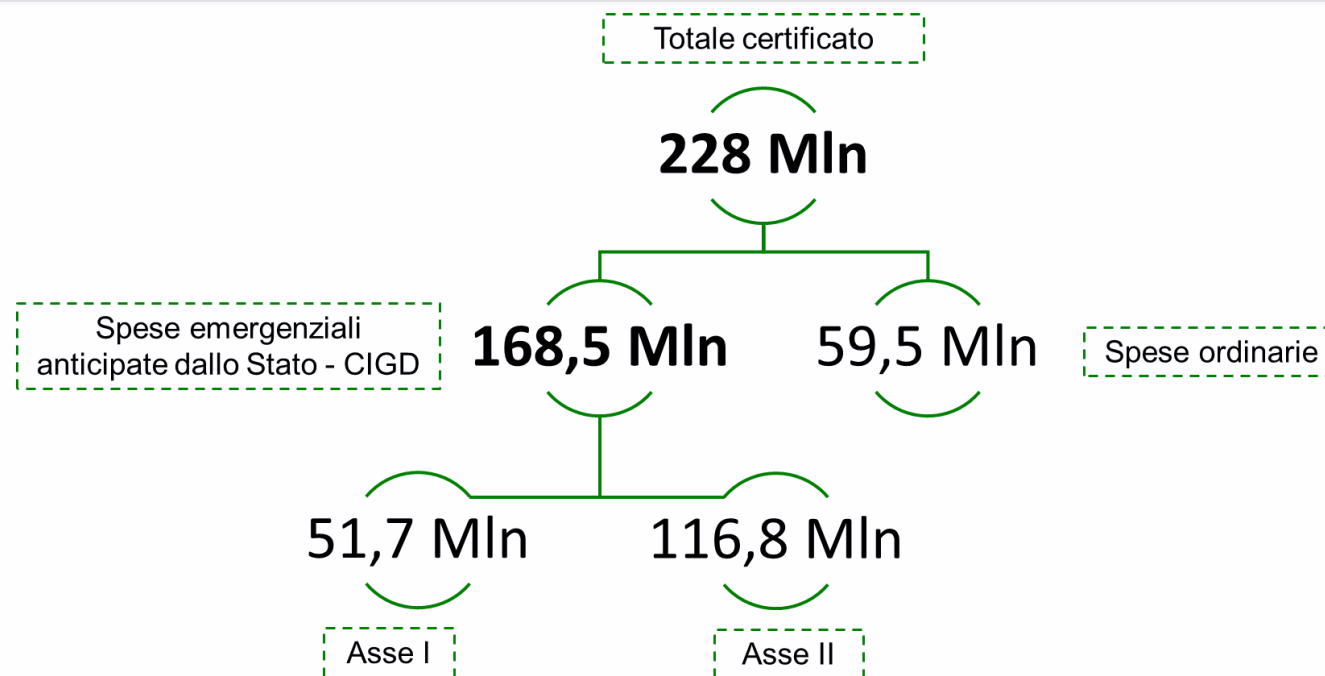 Totale certificato
228 Mln
Spese emergenziali
anticipate dallo Stato - CIGD
168,5 Mln
59,5 Mln
Spese ordinarie
51,7 Mln
116,8 Mln
Asse I
Asse II